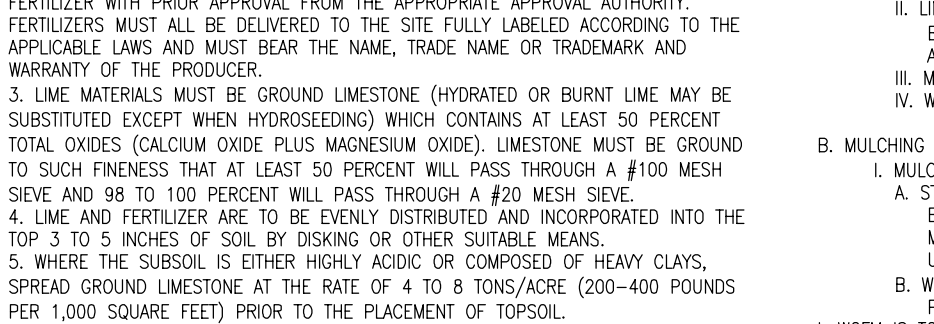 FERTILIZER WITH PRIOR APPROVAL FROM THE APPROPRIATE APPROVAL AUTHORITY.
FERTILIZERS MUST ALL BE DELIVERED TO THE SITE FULLY LABELED ACCORDING TO THE
APPLICABLE LAWS AND MUST BEAR THE NAME, TRADE NAME OR TRADEMARK AND
WARRANTY OF THE PRODUCER.
3. LIME MATERIALS MUST BE GROUND LIMESTONE (HYDRATED OR BURNT LIME MAY BE
SUBSTITUTED EXCEPT WHEN HYDROSEEDING) WHICH CONTAINS AT LEAST 50 PERCENT
TOTAL OXIDES (CALCIUM OXIDE PLUS MAGNESIUM OXIDE). LIMESTONE MUST BE GROUND
TO SUCH FINENESS THAT AT LEAST 50 PERCENT WILL PASS THROUGH A #100 MESH
SIEVE AND 98 TO 100 PERCENT WILL PASS THROUGH A #20 MESH SIEVE.
4. LIME AND FERTILIZER ARE TO BE EVENLY DISTRIBUTED AND INCORPORATED INTO THE
TOP 3 TO 5 INCHES OF SOIL BY DISKING OR OTHER SUITABLE MEANS.
5. WHERE THE SUBSOIL IS EITHER HIGHLY ACIDIC OR COMPOSED OF HEAVY CLAYS,
SPREAD GROUND LIMESTONE AT THE RATE OF 4 TO 8 TONS/ACRE (200-400 POUNDS
PER 1,000 SQUARE FEET) PRIOR TO THE PLACEMENT OF TOPSOIL.
II.
III.
IV.
B. MULCHING
I.
A.
B.